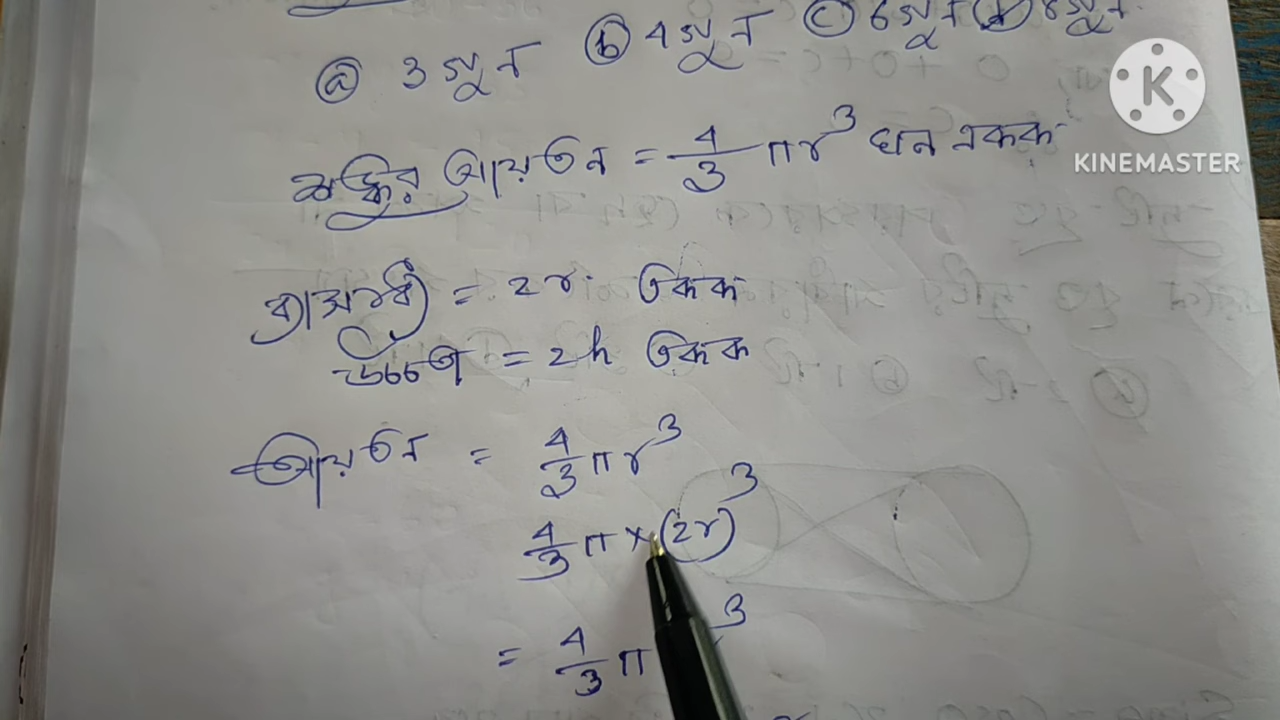 ⓐ 3 গুন ⓑ 4 গুন ⓒ 6 গুন ⓓ 8 গুন
আয়তন = 4/3 πr³ ঘন একক
KINEMASTER
ব্যাসার্ধ = 2r একক
উচ্চতা = 2h একক
আয়তন = 4/3 πr³
4/3 π × (2r)³
= 4/3 π ³